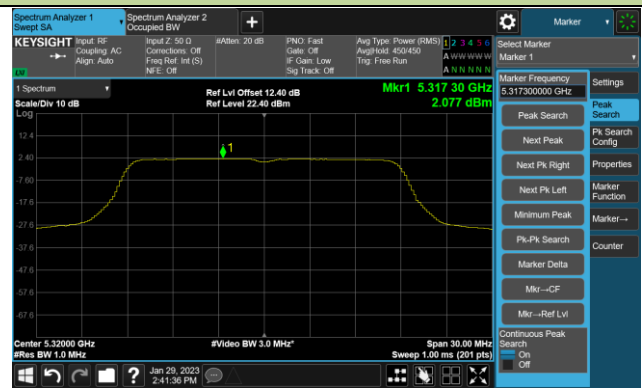 Spectrum Analyzer 1
Swept SA
Spectrum Analyzer 2
Occupied BW
Marker
KEYSIGHT
Input: RF
Coupling: AC
Align: Auto
Input Z: 50 Ω
Corrections: Off
Freq Ref: Int (S)
NFE: Off
#Atten: 20 dB
PNO: Fast
Gate: Off
IF Gain: Low
Sig Track: Off
Avg Type: Power (RMS)
Avg|Hold: 450/450
Trig: Free Run
1 2 3 4 5 6
A W W W W W
A N N N N N
Select Marker
Marker 1
LU
1 Spectrum
Scale/Div 10 dB
Ref Lvl Offset 12.40 dB
Ref Level 22.40 dBm
Mkr1 5.317 30 GHz
2.077 dBm
Log
12.4
2.40
-7.60
-17.6
-27.6
-37.6
-47.6
-57.6
-67.6
1
Center 5.32000 GHz
#Res BW 1.0 MHz
#Video BW 3.0 MHz*
Span 30.00 MHz
Sweep 1.00 ms (201 pts)
Marker Frequency
5.317300000 GHz
Peak Search
Next Peak
Next Pk Right
Next Pk Left
Minimum Peak
Pk-Pk Search
Marker Delta
Mkr→CF
Mkr→Ref Lvl
Continuous Peak
Search
On
Off
Settings
Peak
Search
Pk Search
Config
Properties
Marker
Function
Marker→
Counter
?
Jan 29, 2023
2:41:36 PM